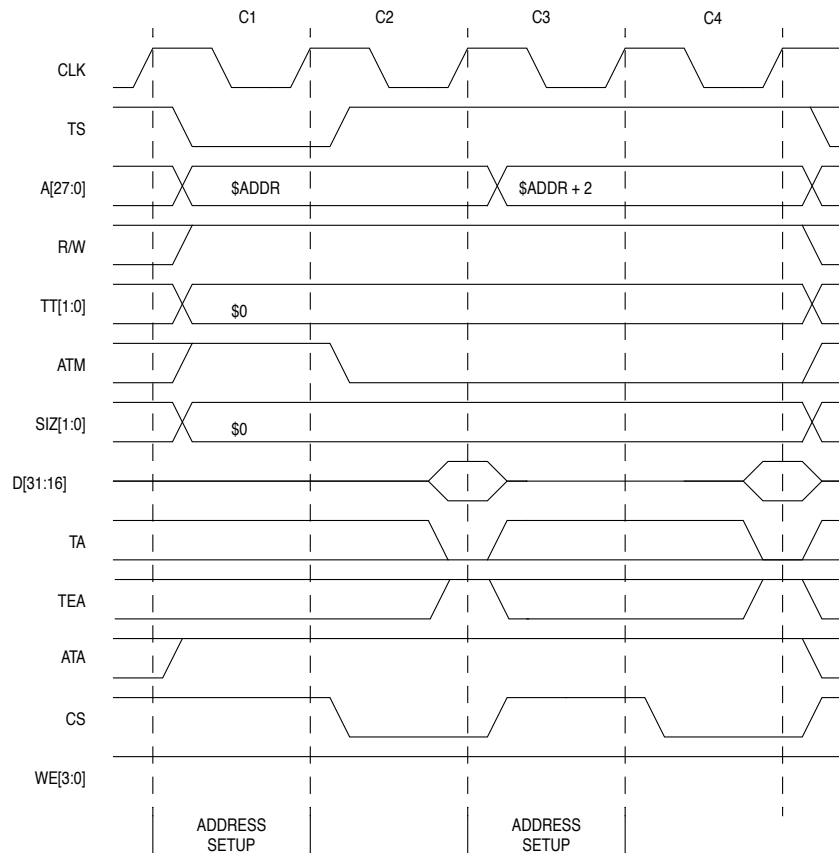 C1 C2 C3 C4
CLK
TS
A[27:0] $ADDR $ADDR + 2
R/W
TT[1:0] $0
ATM
SIZ[1:0] $0
D[31:16]
TA
TEA
ATA
CS
WE[3:0]
ADDRESS SETUP
ADDRESS SETUP